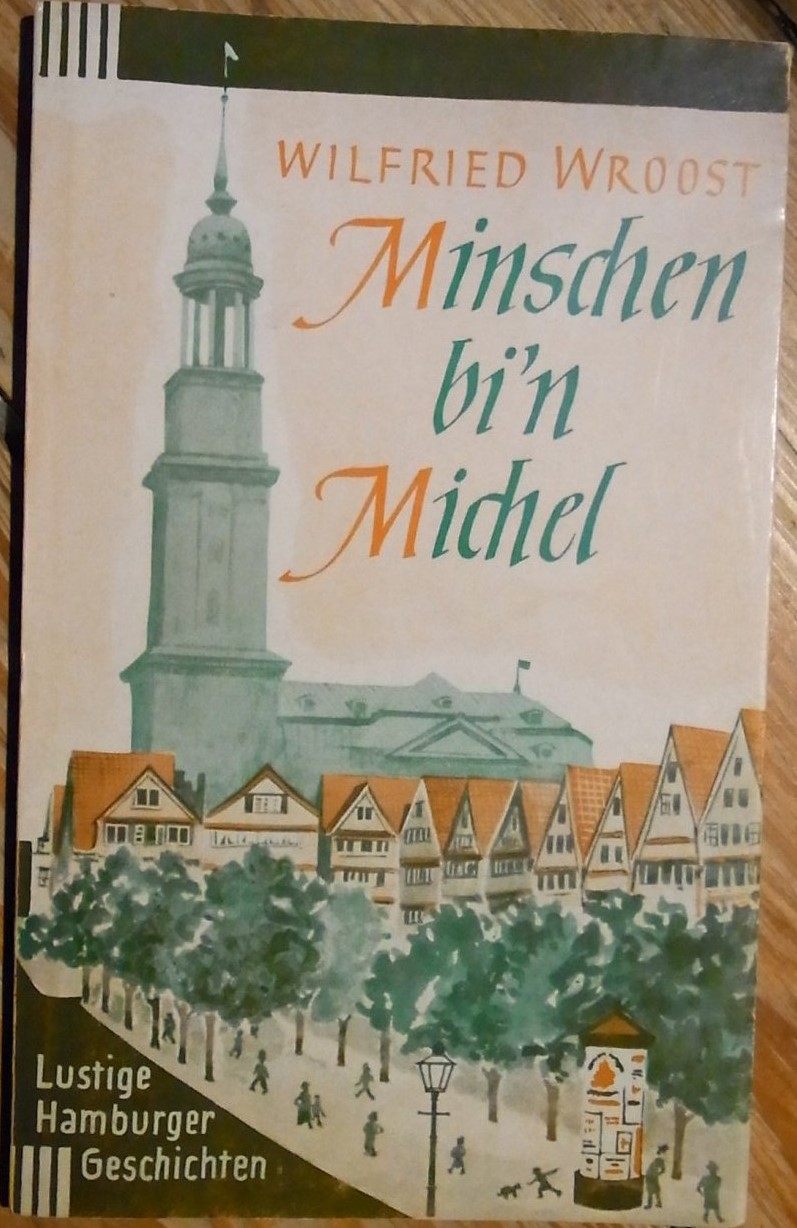 WILFRIED WROOST
Minschen
bi'n
Michel
Lustige
Hamburger
Geschichten